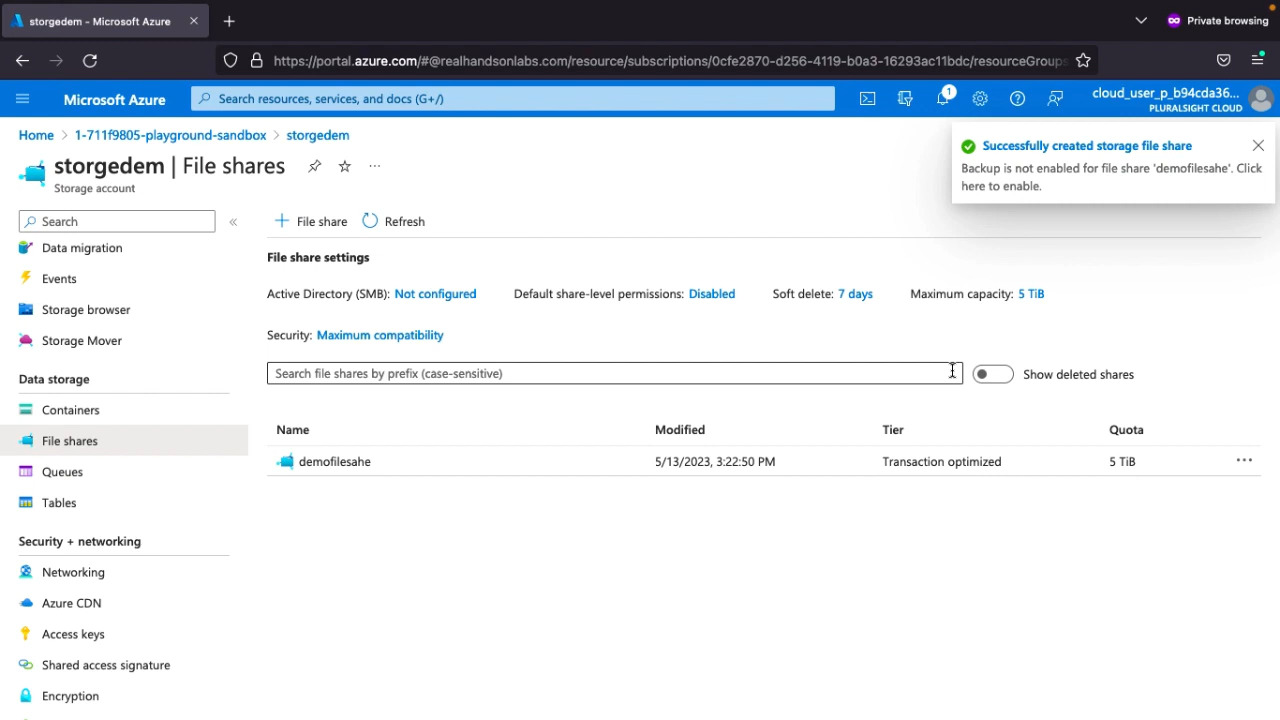 storgedem - Microsoft Azure
Private browsing
https://portal.azure.com/#@realhandsonlabs.com/resource/subscriptions/0cfe2870-d256-4119-b0a3-16293ac11bdc/resourceGroups
Microsoft Azure
Search resources, services, and docs (G+/)
1
cloud_user_p_b94cda36...
PLURALSIGHT CLOUD
Home > 1-711f9805-playground-sandbox > storgedem
storgedem | File shares
Storage account
Successfully created storage file share
Backup is not enabled for file share 'demofilesahe'. Click
here to enable.
Search
Data migration
Events
Storage browser
Storage Mover
Data storage
Containers
File shares
Queues
Tables
Security + networking
Networking
Azure CDN
Access keys
Shared access signature
Encryption
File share
Refresh
File share settings
Active Directory (SMB): Not configured
Default share-level permissions: Disabled
Soft delete: 7 days
Maximum capacity: 5 TiB
Security: Maximum compatibility
Search file shares by prefix (case-sensitive)
Show deleted shares
Name Modified Tier Quota
demofilesahe 5/13/2023, 3:22:50 PM Transaction optimized 5 TiB